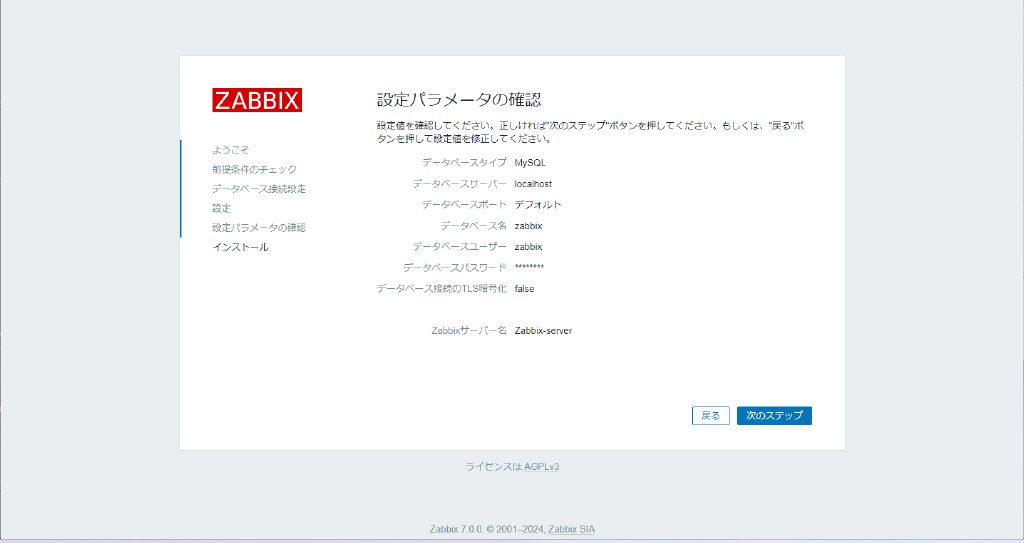 ZABBIX
ようこそ
前提条件のチェック
データベース接続設定
設定
設定パラメータの確認
インストール
設定パラメータの確認
設定値を確認してください。正しければ"次のステップ"ボタンを押してください。もしくは、"戻る"ボ
タンを押して設定値を修正してください。
データベースタイプ MySQL
データベースサーバー localhost
データベースポート デフォルト
データベース名 zabbix
データベースユーザー zabbix
データベースパスワード ********
データベース接続のTLS暗号化 false
Zabbixサーバー名 Zabbix-server
戻る 次のステップ
ライセンスは AGPLv3
Zabbix 7.0.0. © 2001–2024, Zabbix SIA